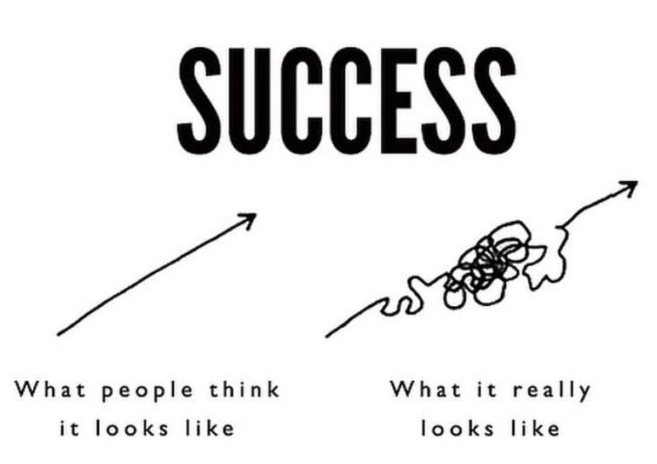 SUCCESS
What people think
it looks like
What it really
looks like